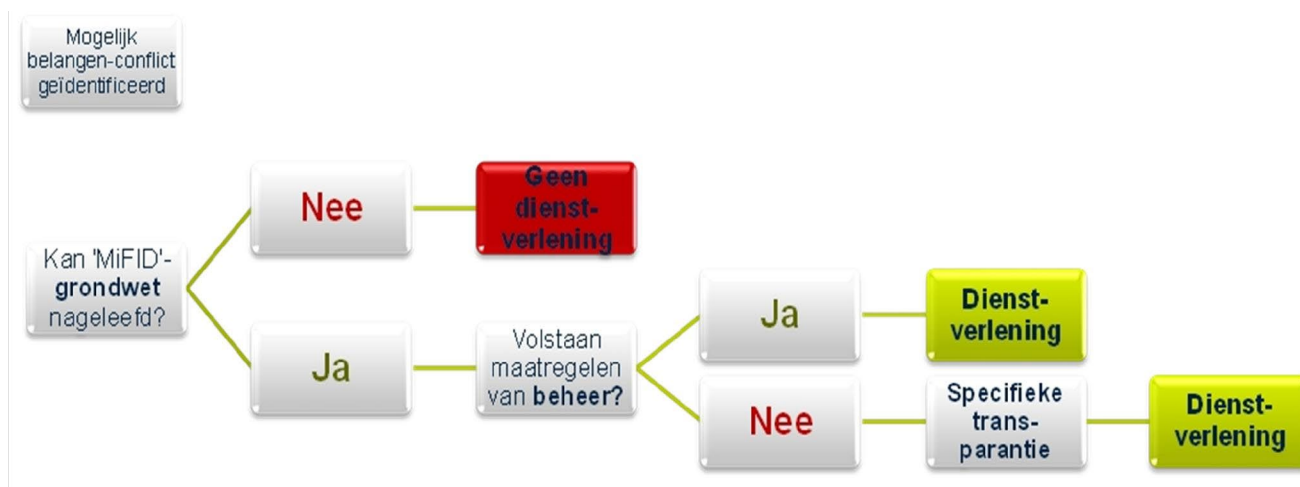 Mogelijk
belangen-conflict
geïdentificeerd
Kan 'MiFID'-
grondwet
nageleefd?
Nee
Geen
dienst-
verlening
Ja
Volstaan
maatregelen
van beheer?
Ja
Dienst-
verlening
Nee
Specifieke
trans-
parantie
Dienst-
verlening